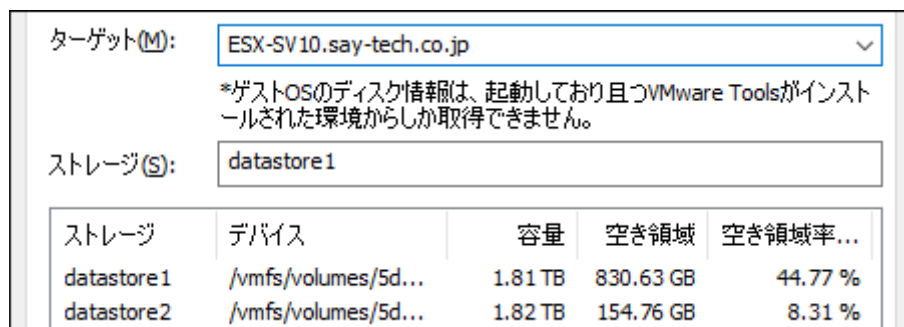 ターゲット(M): ESX-SV10.say-tech.co.jp
*ゲストOSのディスク情報は、起動しており且つVMware Toolsがインスト
ールされた環境からしか取得できません。
ストレージ(S): datastore1
ストレージ デバイス 容量 空き領域 空き領域率...
datastore1 /vmfs/volumes/5d... 1.81 TB 830.63 GB 44.77 %
datastore2 /vmfs/volumes/5d... 1.82 TB 154.76 GB 8.31 %